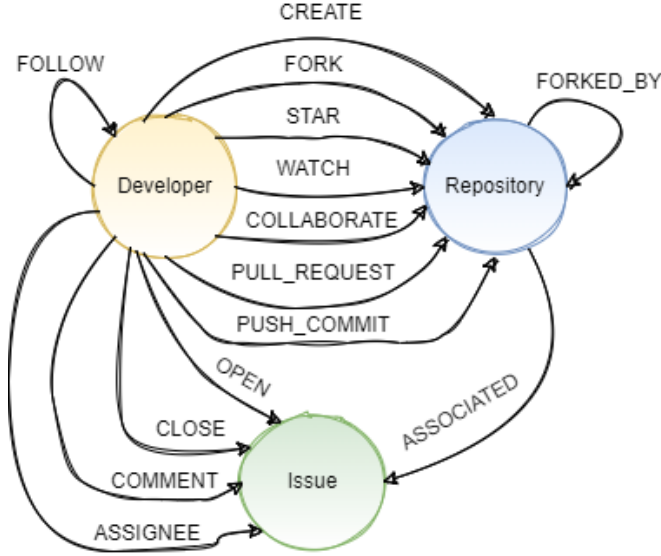 CREATE
FOLLOW
FORK
FORKED_BY
STAR
WATCH
Developer
Repository
COLLABORATE
PULL_REQUEST
PUSH_COMMIT
OPEN
ASSOCIATED
CLOSE
COMMENT
Issue
ASSIGNEE